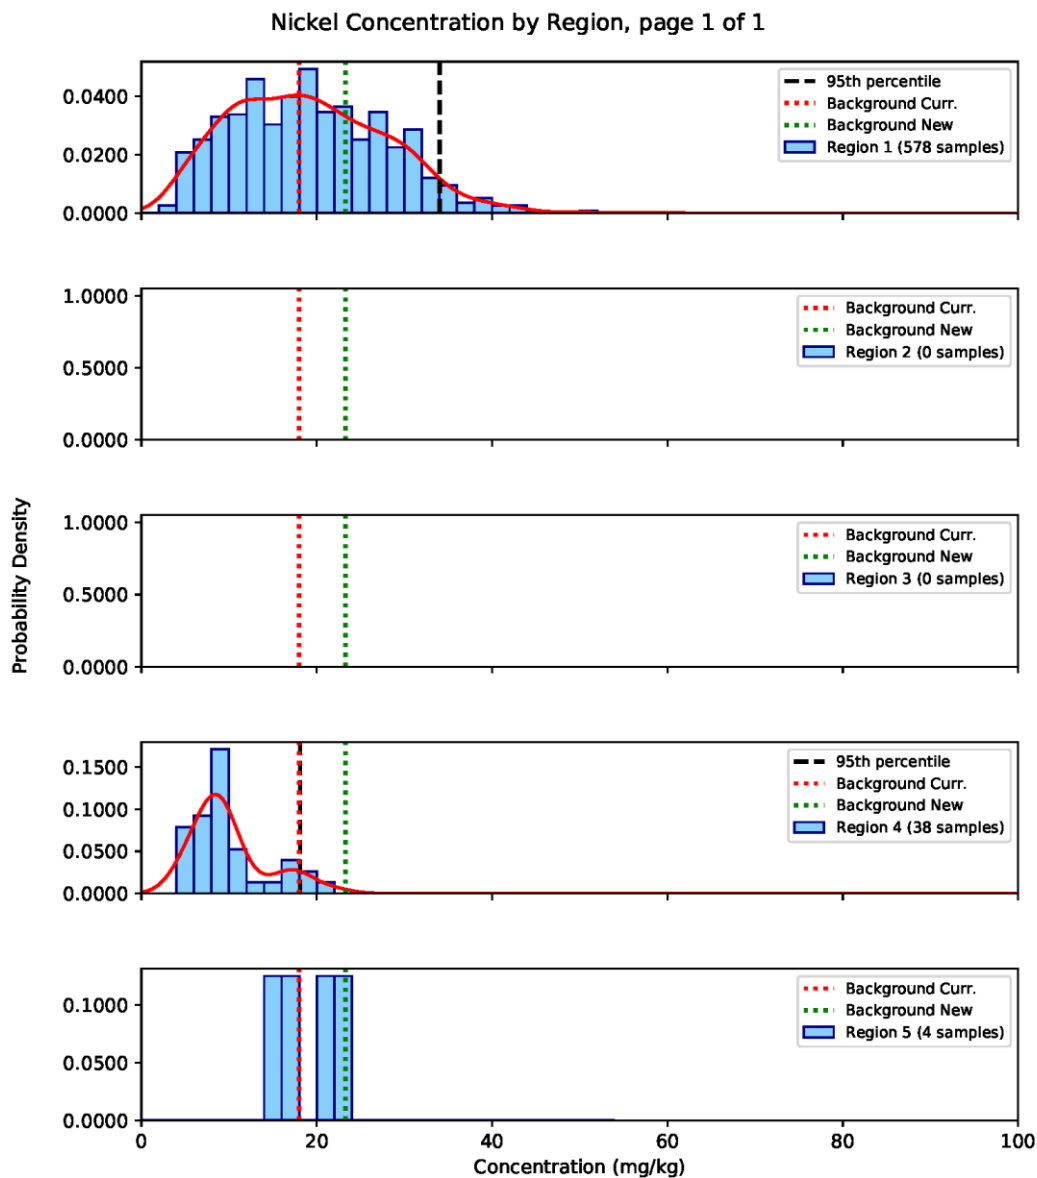 Nickel Concentration by Region, page 1 of 1
0.0400
0.0200
0.0000
95th percentile
Background Curr.
Background New
Region 1 (578 samples)
1.0000
0.5000
0.0000
Background Curr.
Background New
Region 2 (0 samples)
Probability Density
1.0000
0.5000
0.0000
Background Curr.
Background New
Region 3 (0 samples)
0.1500
0.1000
0.0500
0.0000
95th percentile
Background Curr.
Background New
Region 4 (38 samples)
0.1000
0.0500
0.0000
Background Curr.
Background New
Region 5 (4 samples)
0 20 40 60 80 100
Concentration (mg/kg)